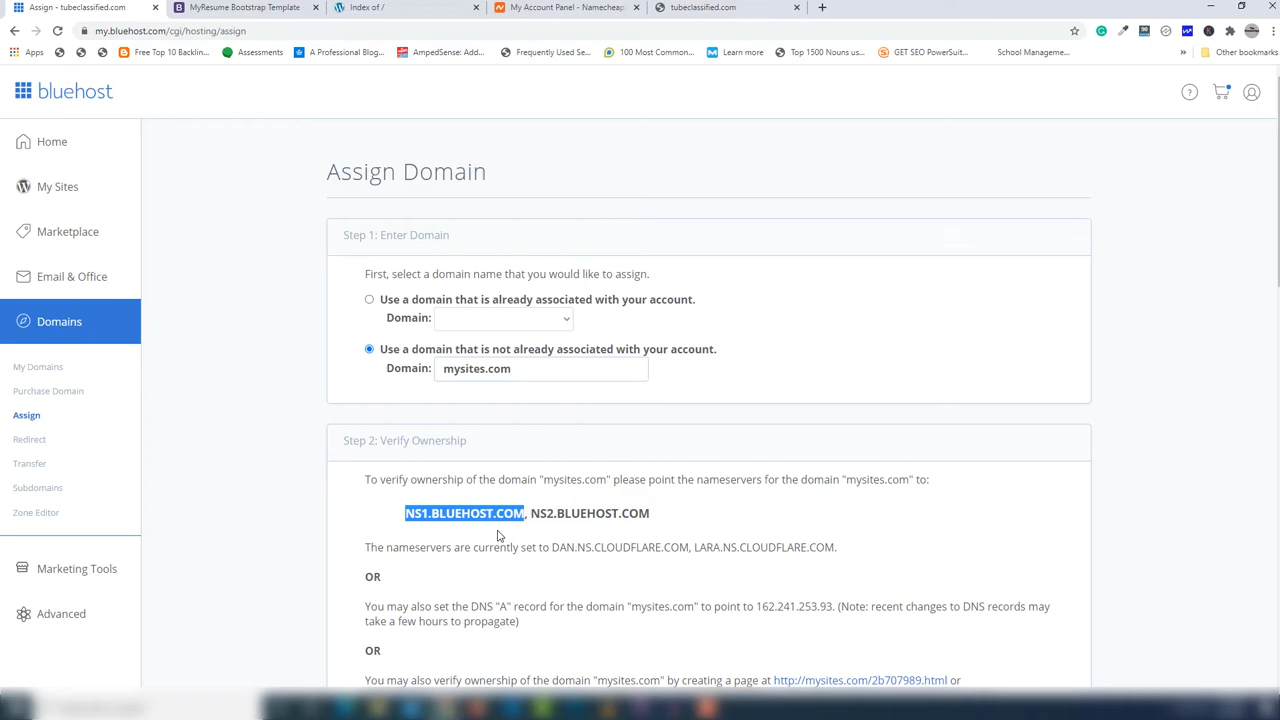 Assign - tubeclassified.com
MyResume Bootstrap Template
Index of /
My Account Panel - Namecheap
tubeclassified.com
my.bluehost.com/cgi/hosting/assign
Apps
Free Top 10 Backlin...
Assessments
A Professional Blog...
AmpedSense: Add...
Frequently Used Se...
100 Most Common...
Learn more
Top 1500 Nouns us...
GET SEO PowerSuit...
School Manageme...
»
Other bookmarks
bluehost
Home
My Sites
Marketplace
Email & Office
Domains
My Domains
Purchase Domain
Assign
Redirect
Transfer
Subdomains
Zone Editor
Marketing Tools
Advanced
Assign Domain
Step 1: Enter Domain
First, select a domain name that you would like to assign.
Use a domain that is already associated with your account.
Domain:
Use a domain that is not already associated with your account.
Domain: mysites.com
Step 2: Verify Ownership
To verify ownership of the domain "mysites.com" please point the nameservers for the domain "mysites.com" to:
NS1.BLUEHOST.COM, NS2.BLUEHOST.COM
The nameservers are currently set to DAN.NS.CLOUDFLARE.COM, LARA.NS.CLOUDFLARE.COM.
OR
You may also set the DNS "A" record for the domain "mysites.com" to point to 162.241.253.93. (Note: recent changes to DNS records may
take a few hours to propagate)
OR
You may also verify ownership of the domain "mysites.com" by creating a page at http://mysites.com/2b707989.html or